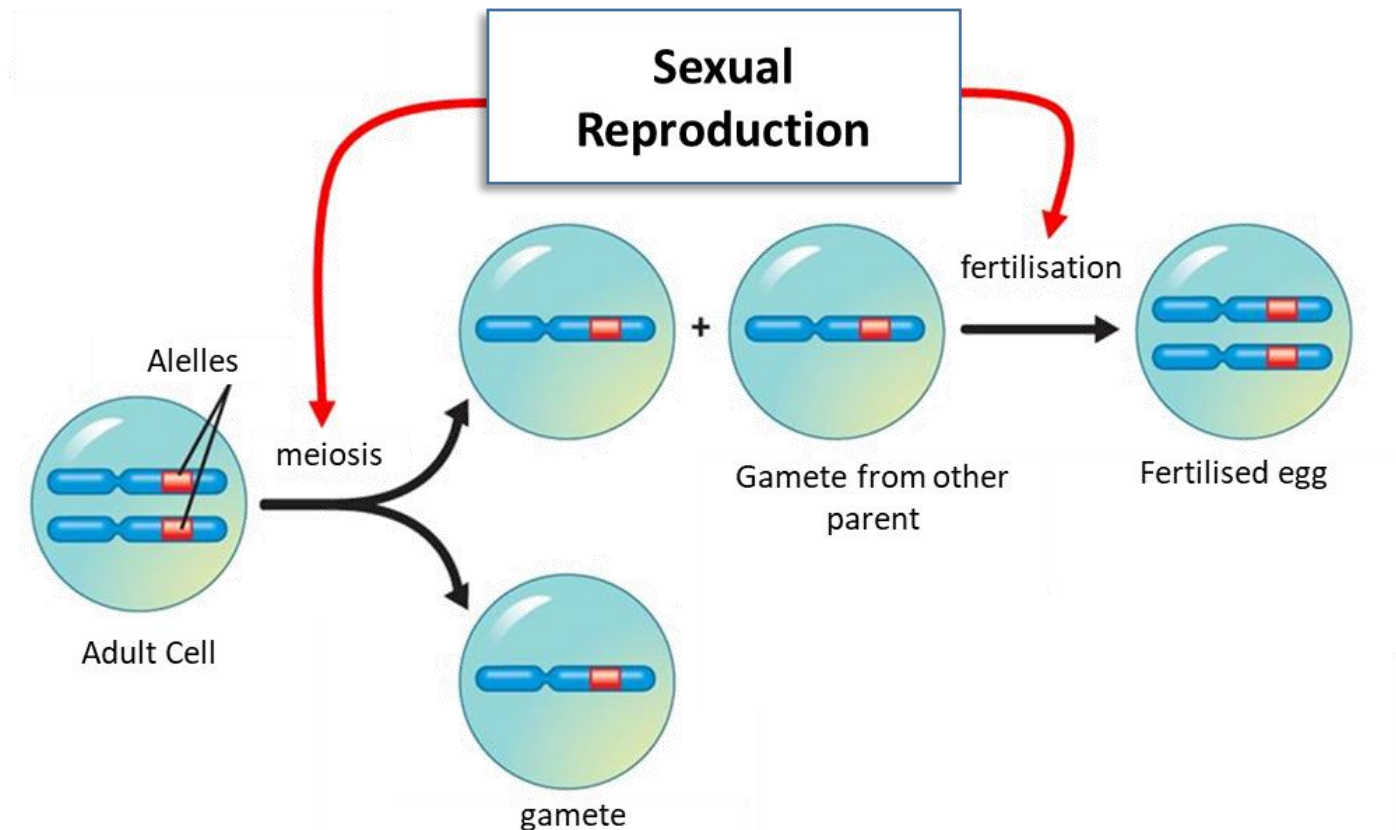 Sexual
Reproduction
fertilisation
Alelles
meiosis
+
Gamete from other
parent
Fertilised egg
Adult Cell
gamete